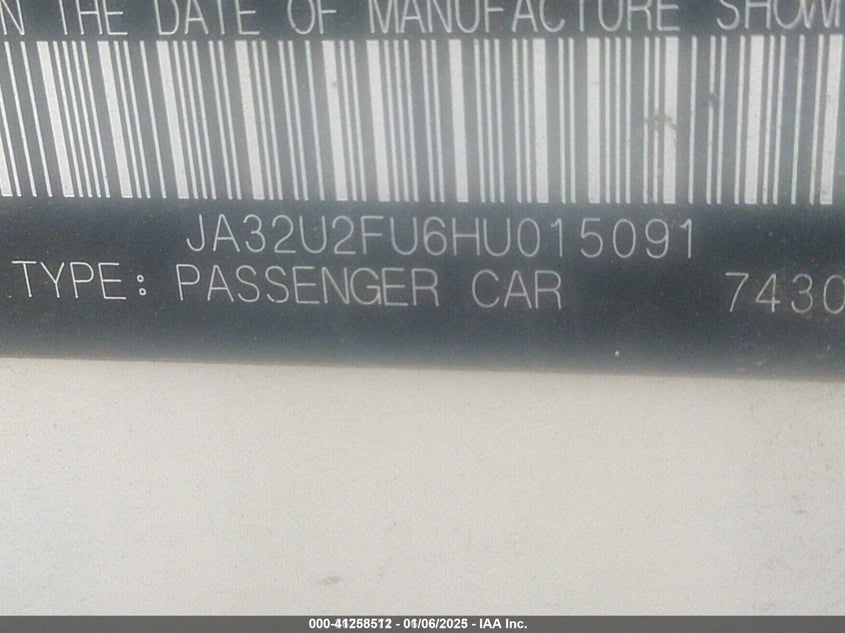 N THE DATE OF MANUFACTURE SHOW
JA32U2FU6HU015091
TYPE: PASSENGER CAR 7430
000-41258512 - 01/06/2025 - IAA Inc.